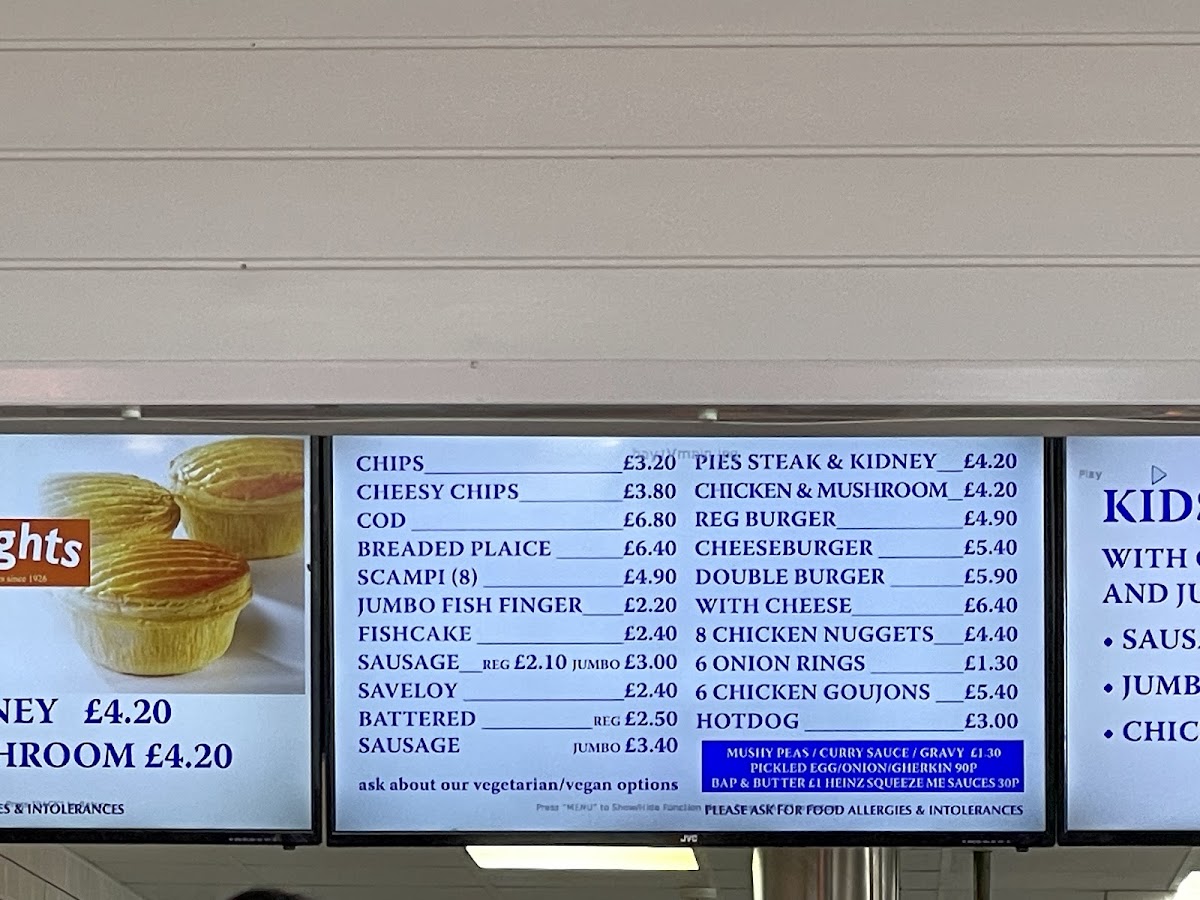 ghts
s since 1926
NEY £4.20
HROOM £4.20
ES & INTOLERANCES
CHIPS £3.20
CHEESY CHIPS £3.80
COD £6.80
BREADED PLAICE £6.40
SCAMPI (8) £4.90
JUMBO FISH FINGER £2.20
FISHCAKE £2.40
SAUSAGE REG £2.10 JUMBO £3.00
SAVELOY £2.40
BATTERED REG £2.50
SAUSAGE JUMBO £3.40
ask about our vegetarian/vegan options
Press "MENU" to Show/Hide Function
PIES STEAK & KIDNEY £4.20
CHICKEN & MUSHROOM £4.20
REG BURGER £4.90
CHEESEBURGER £5.40
DOUBLE BURGER £5.90
WITH CHEESE £6.40
8 CHICKEN NUGGETS £4.40
6 ONION RINGS £1.30
6 CHICKEN GOUJONS £5.40
HOTDOG £3.00
MUSHY PEAS / CURRY SAUCE / GRAVY £1.30
PICKLED EGG/ONION/GHERKIN 90P
BAP & BUTTER £1 HEINZ SQUEEZE ME SAUCES 30P
PLEASE ASK FOR FOOD ALLERGIES & INTOLERANCES
JVC
Play
KIDS
WITH
AND JU
• SAUS
• JUMB
• CHIC